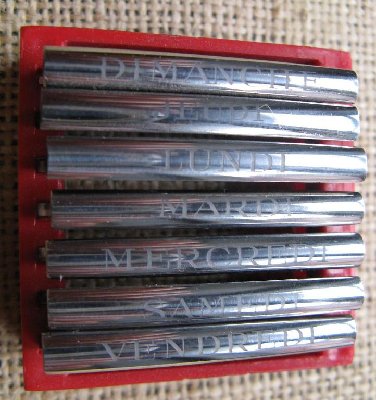 DIMANCHE
JEUDI
LUNDI
MARDI
MERCREDI
SAMEDI
VENDREDI